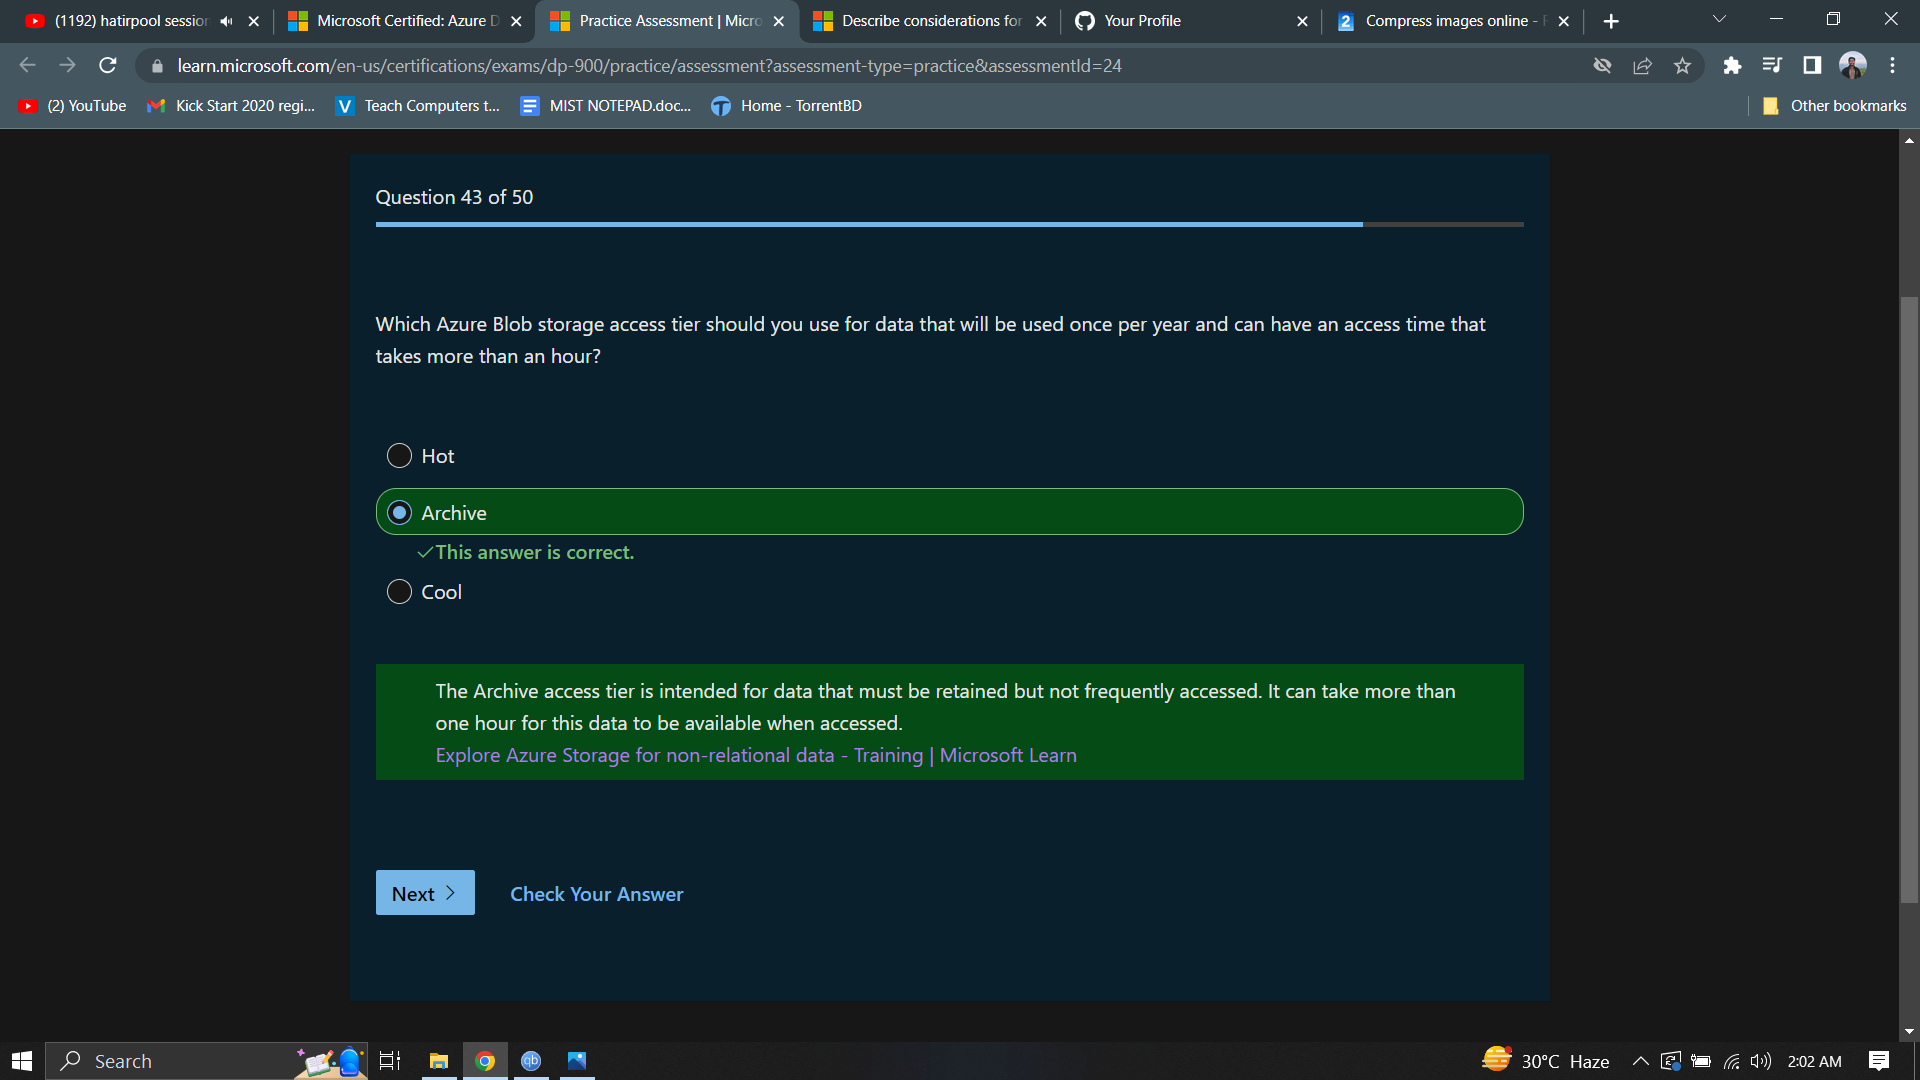 (1192) hatirpool session
Microsoft Certified: Azure D
Practice Assessment | Micro
Describe considerations for
Your Profile
Compress images online -
learn.microsoft.com/en-us/certifications/exams/dp-900/practice/assessment?assessment-type=practice&assessmentId=24
(2) YouTube
Kick Start 2020 regi...
Teach Computers t...
MIST NOTEPAD.doc...
Home - TorrentBD
Other bookmarks
Question 43 of 50
Which Azure Blob storage access tier should you use for data that will be used once per year and can have an access time that
takes more than an hour?
Hot
Archive
This answer is correct.
Cool
The Archive access tier is intended for data that must be retained but not frequently accessed. It can take more than
one hour for this data to be available when accessed.
Explore Azure Storage for non-relational data - Training | Microsoft Learn
Next
Check Your Answer
Search
qb
30°C Haze
2:02 AM